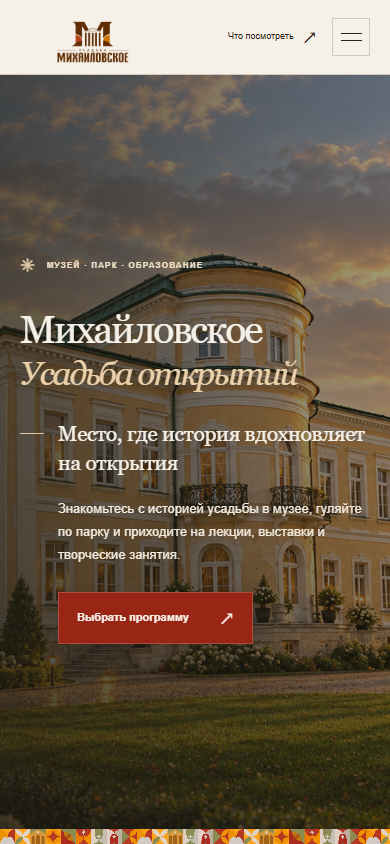 УСАДЬБА
МИХАЙЛОВСКОЕ
Что посмотреть
МУЗЕЙ · ПАРК · ОБРАЗОВАНИЕ
Михайловское
Усадьба открытий
Место, где история вдохновляет
на открытия
Знакомьтесь с историей усадьбы в музее, гуляйте
по парку и приходите на лекции, выставки и
творческие занятия.
Выбрать программу